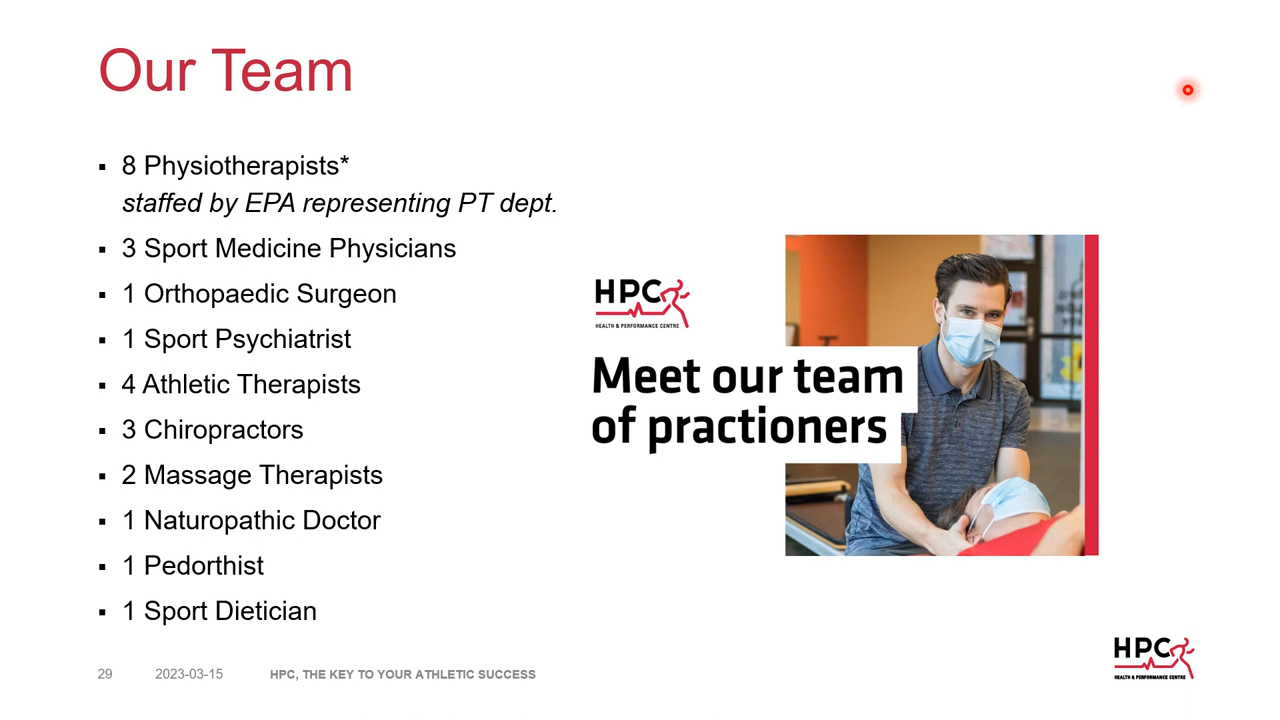 Our Team
8 Physiotherapists*
staffed by EPA representing PT dept.
3 Sport Medicine Physicians
1 Orthopaedic Surgeon
1 Sport Psychiatrist
4 Athletic Therapists
3 Chiropractors
2 Massage Therapists
1 Naturopathic Doctor
1 Pedorthist
1 Sport Dietician
HPC
HEALTH & PERFORMANCE CENTRE
Meet our team
of practioners
29 2023-03-15 HPC, THE KEY TO YOUR ATHLETIC SUCCESS
HPC
HEALTH & PERFORMANCE CENTRE